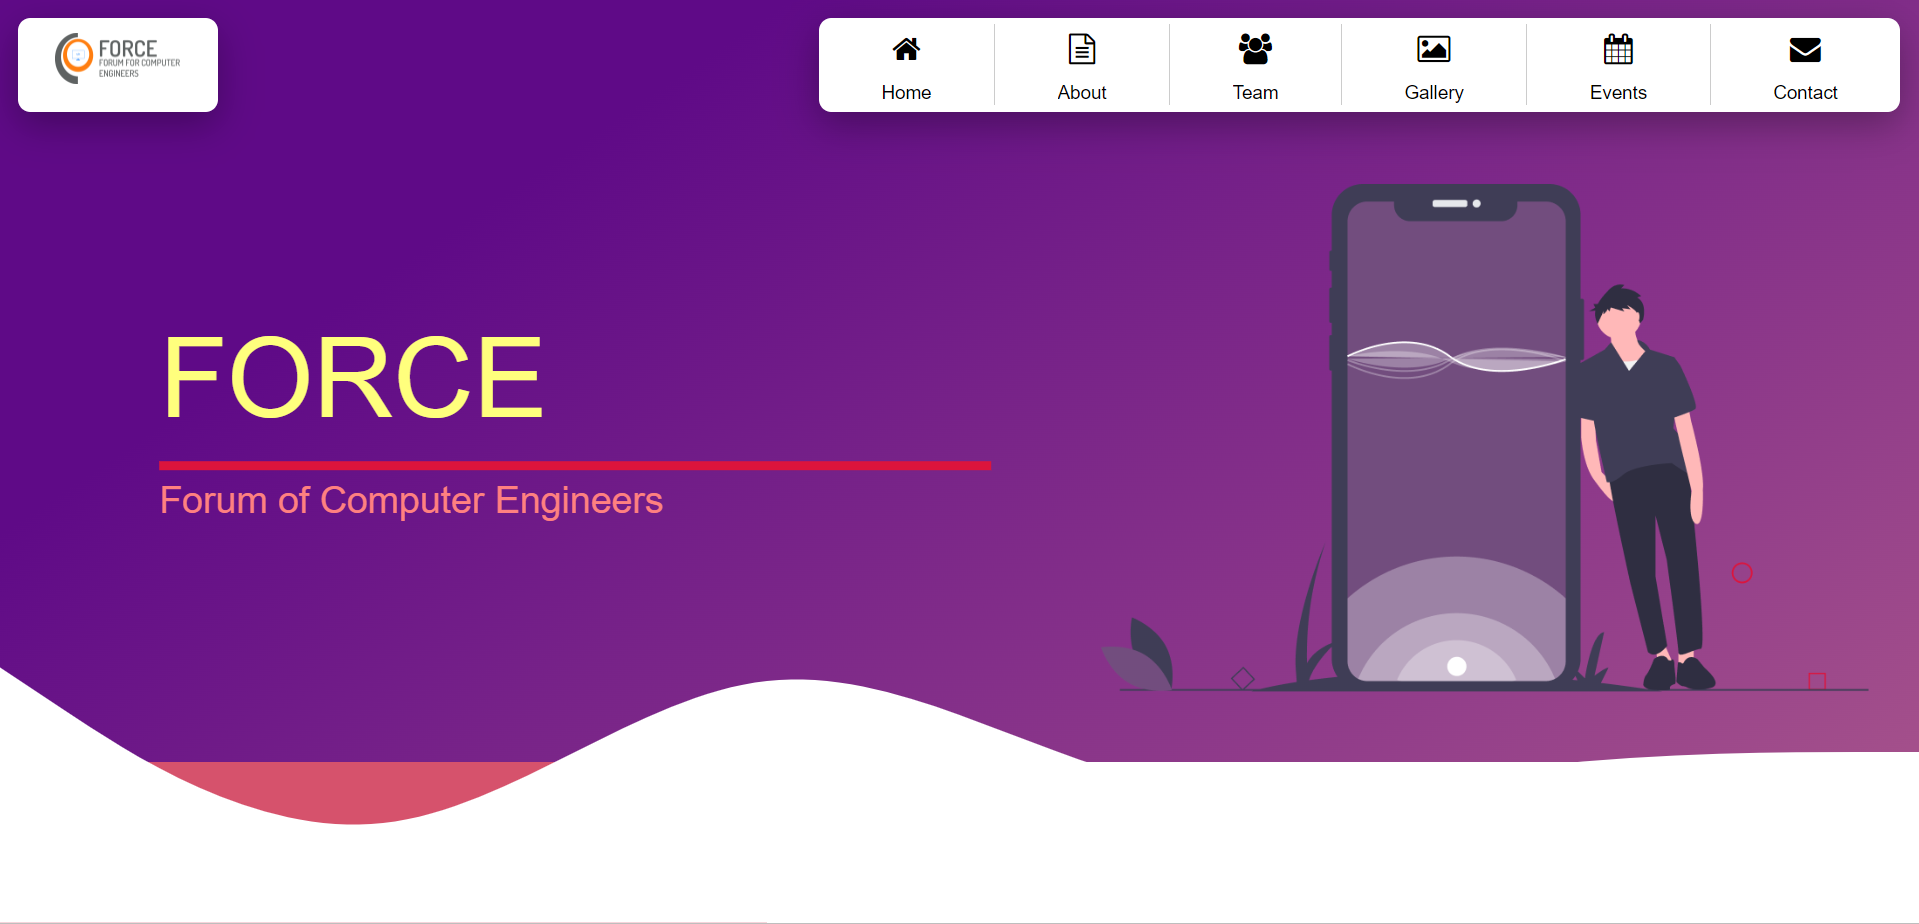 FORCE
FORUM FOR COMPUTER
ENGINEERS
Home
About
Team
Gallery
Events
Contact
FORCE
Forum of Computer Engineers